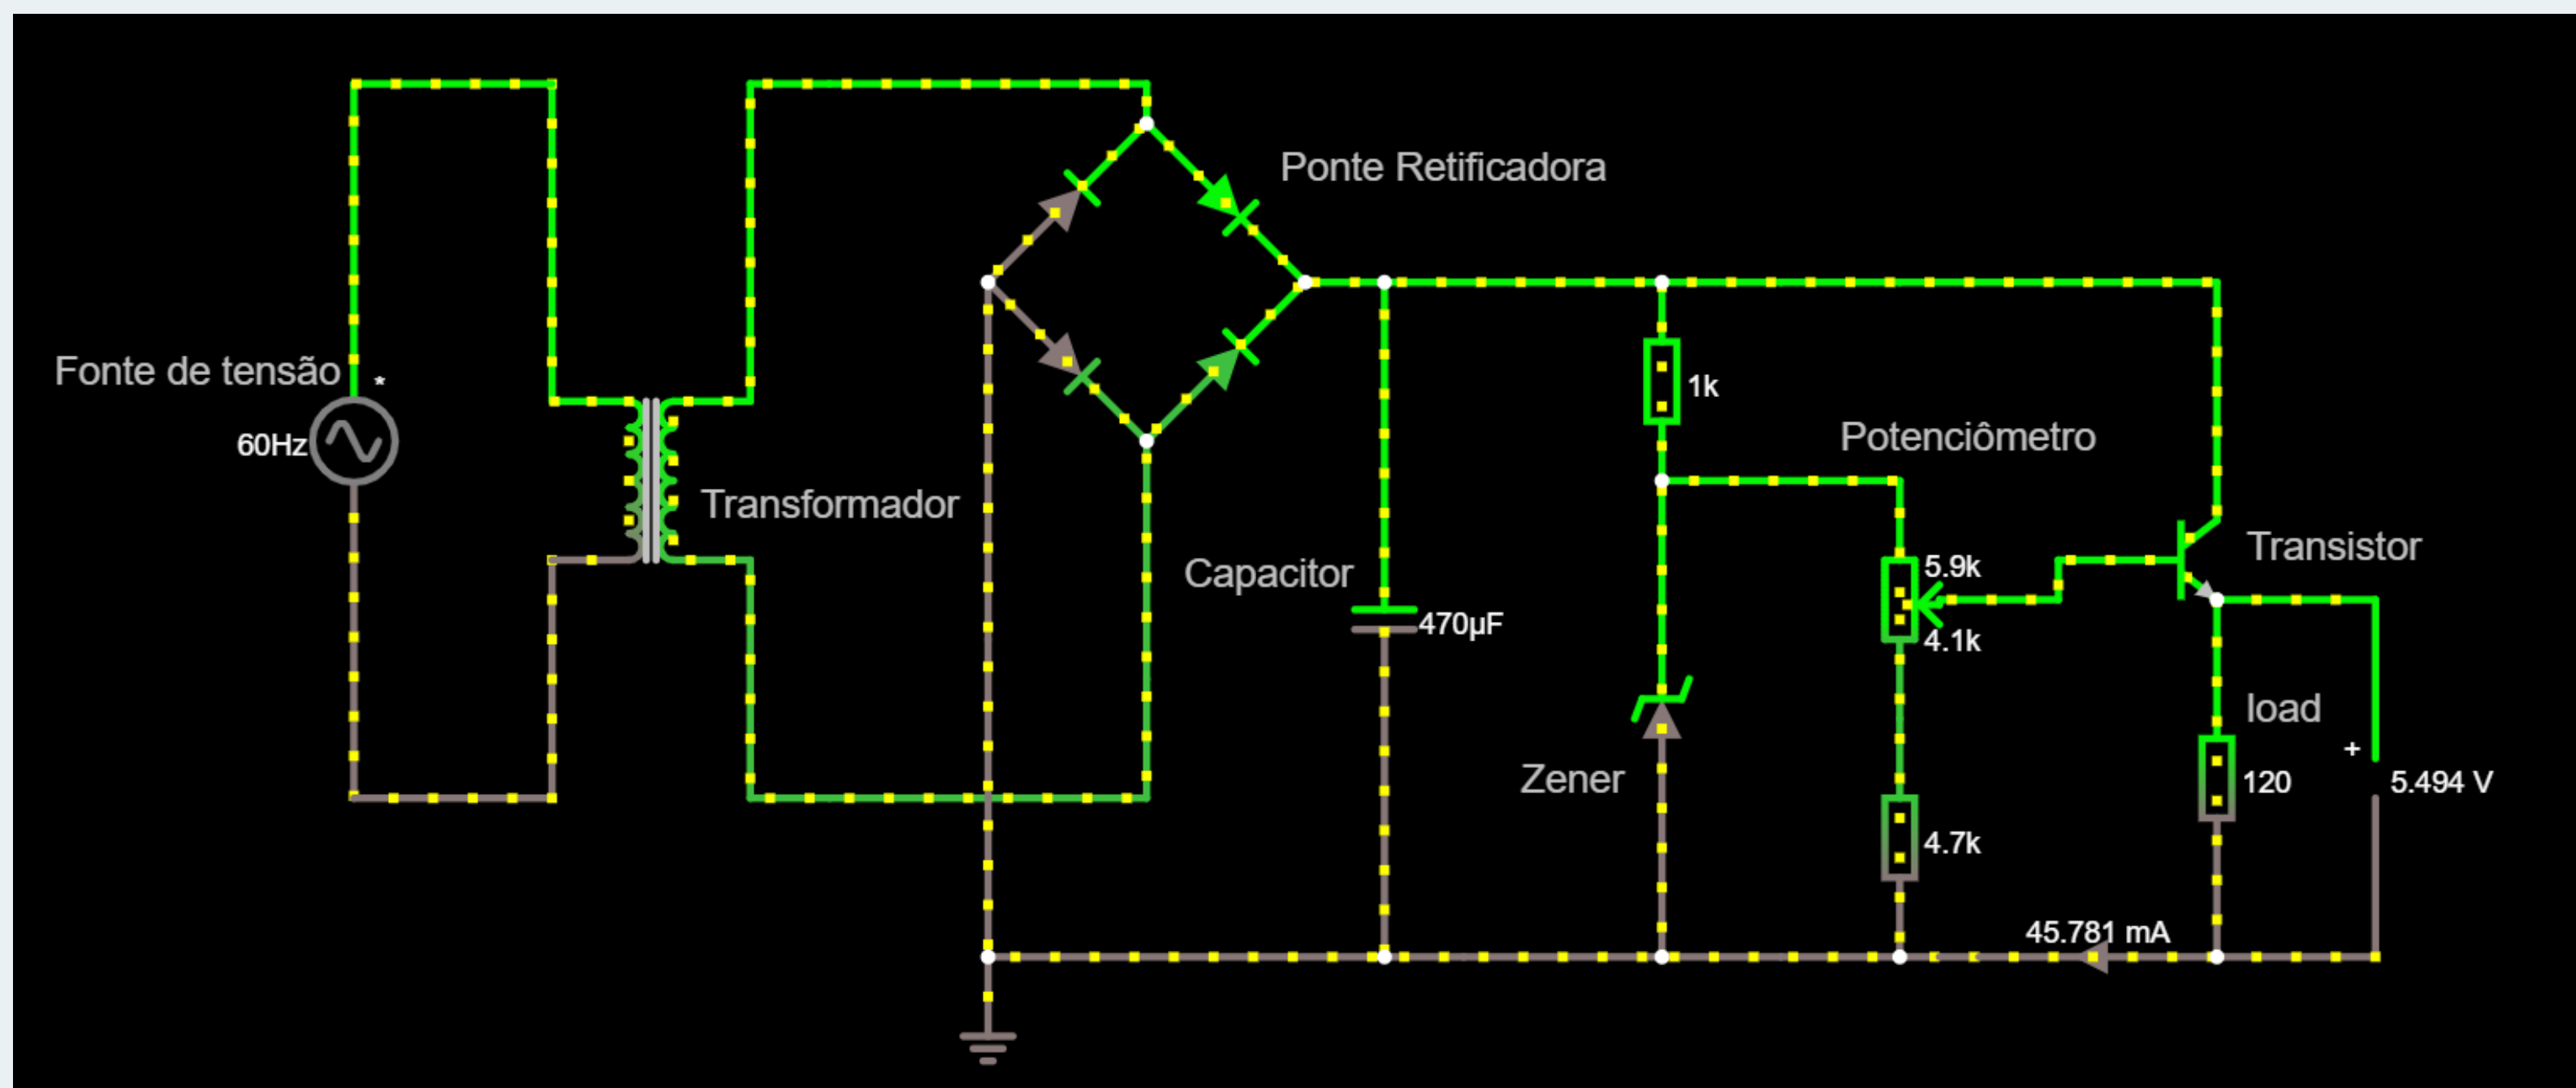 Ponte Retificadora
Fonte de tensão
*
60Hz
1k
Potenciômetro
Transformador
Transistor
Capacitor
5.9k
470µF
4.1k
load
+
Zener
120
5.494 V
4.7k
45.781 mA